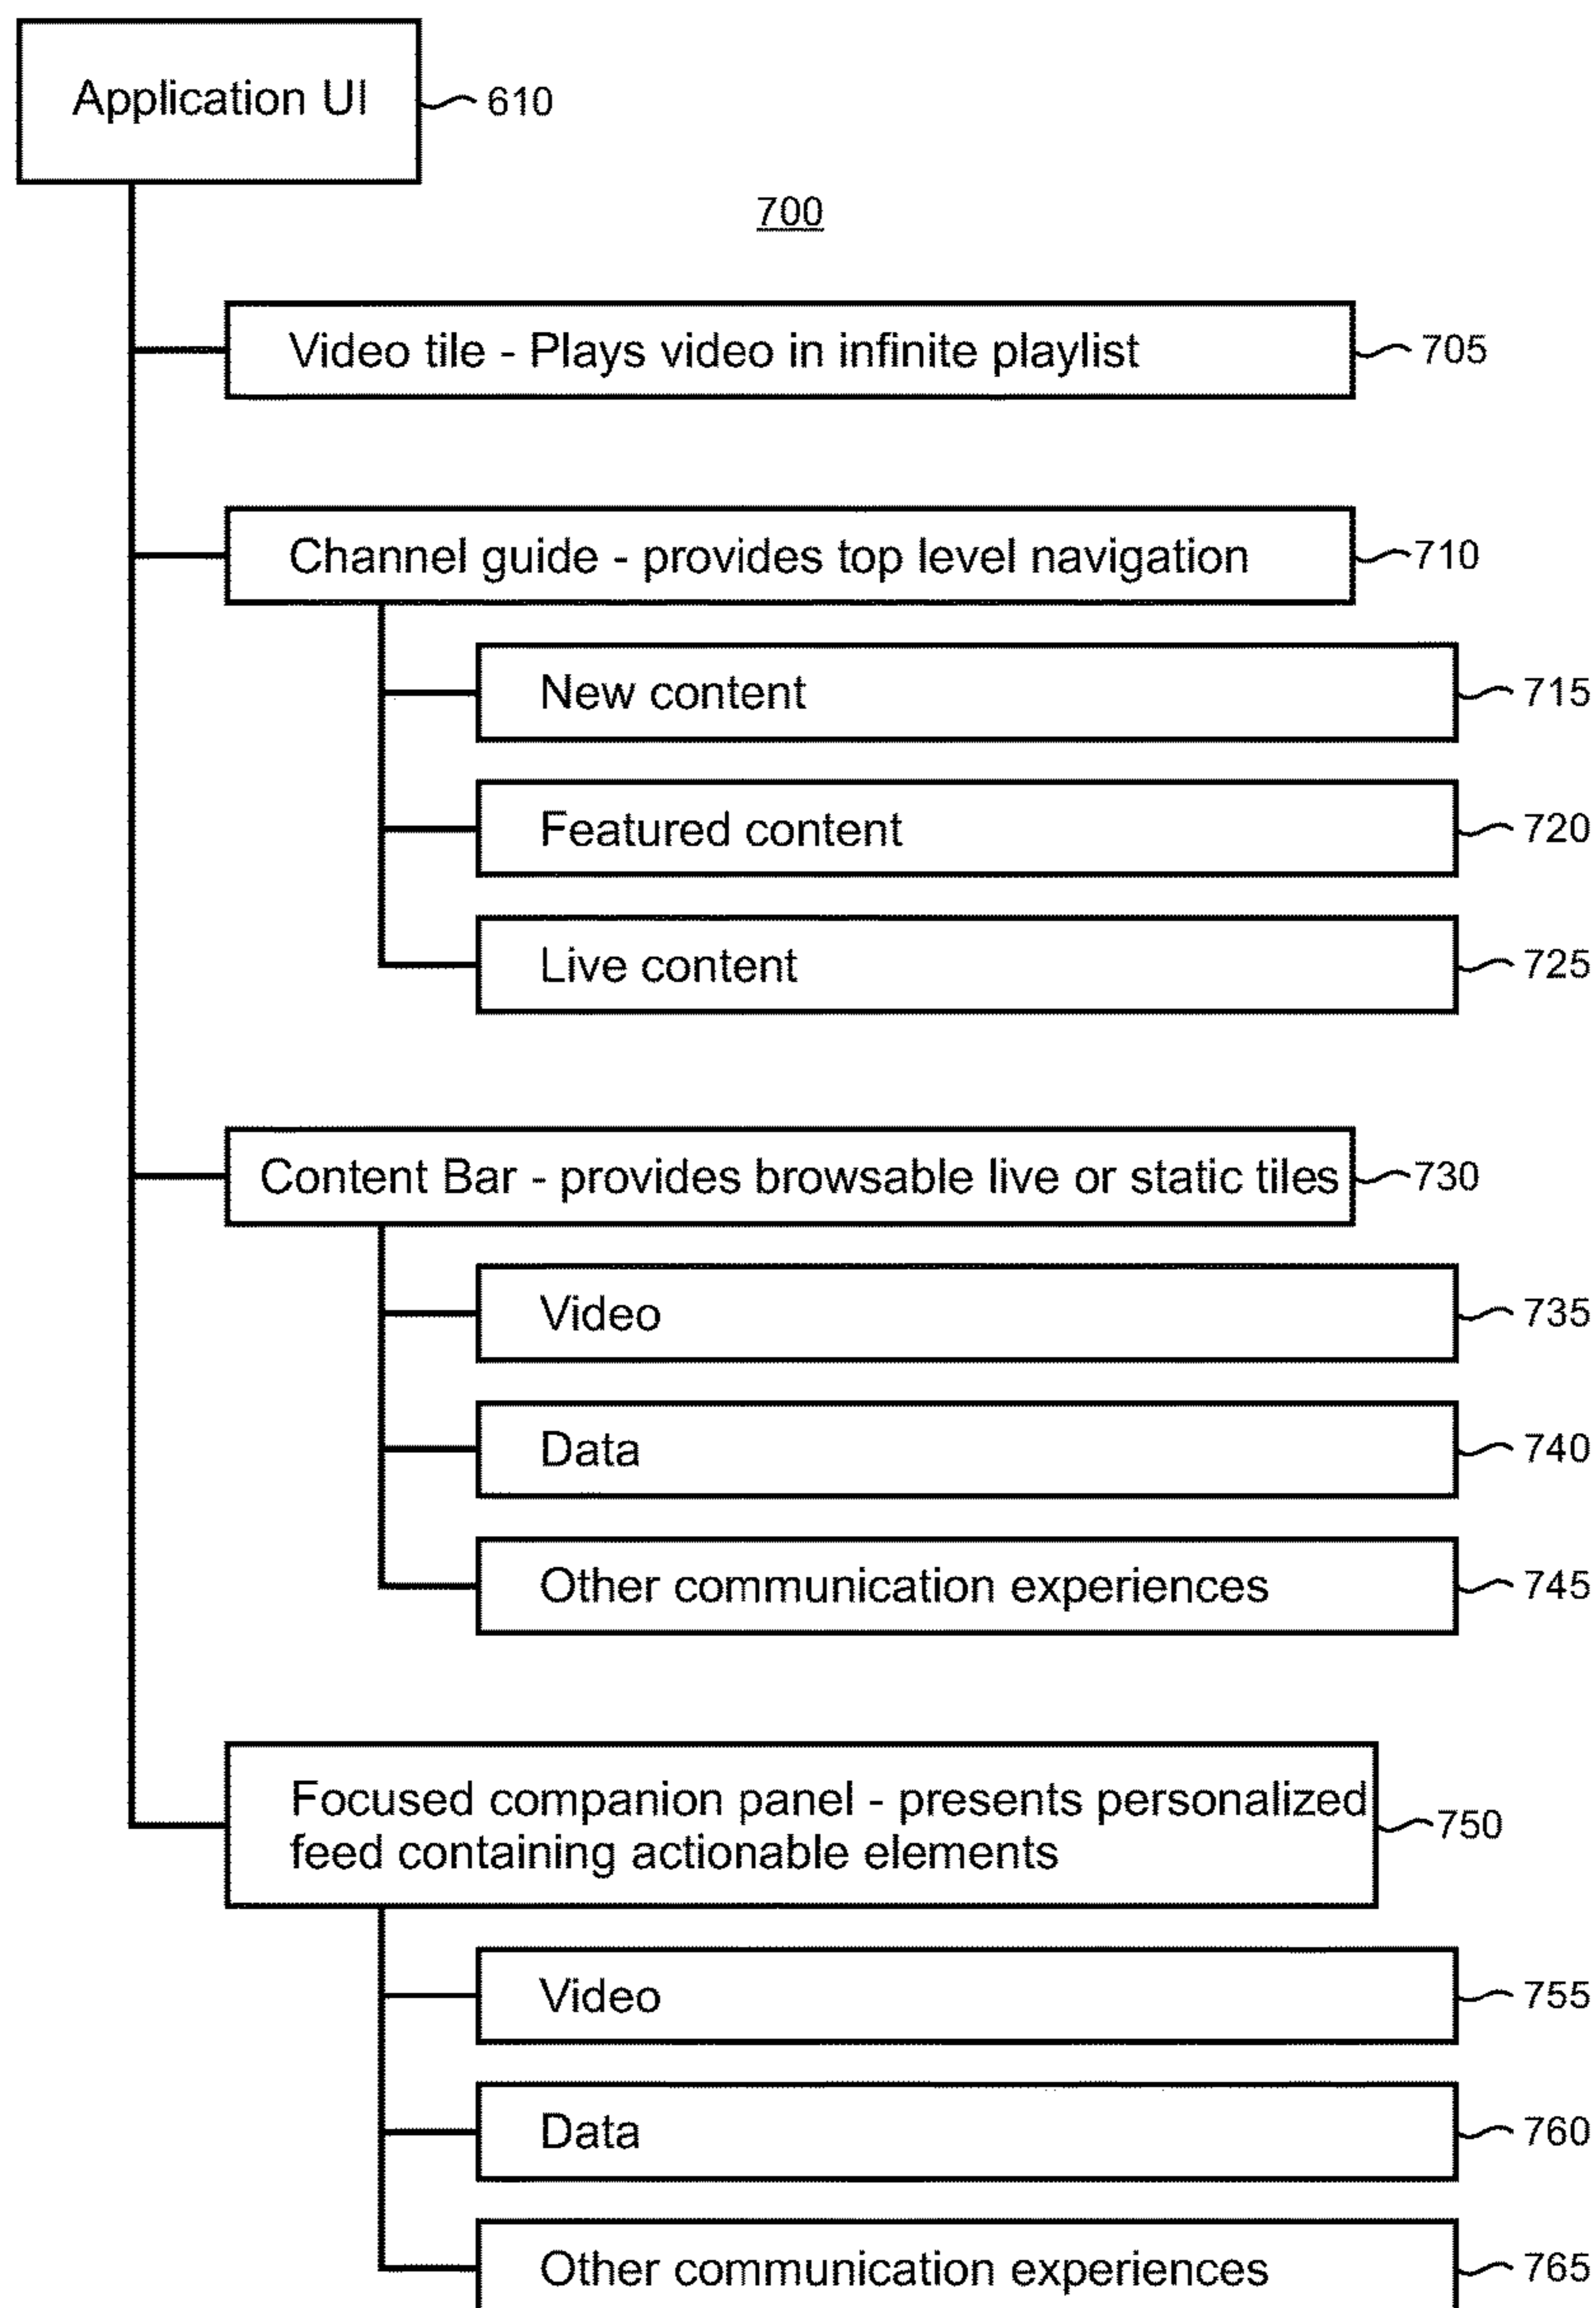 Application UI 610
700
Video tile - Plays video in infinite playlist 705
Channel guide - provides top level navigation 710
New content 715
Featured content 720
Live content 725
Content Bar - provides browsable live or static tiles 730
Video 735
Data 740
Other communication experiences 745
Focused companion panel - presents personalized
feed containing actionable elements 750
Video 755
Data 760
Other communication experiences 765